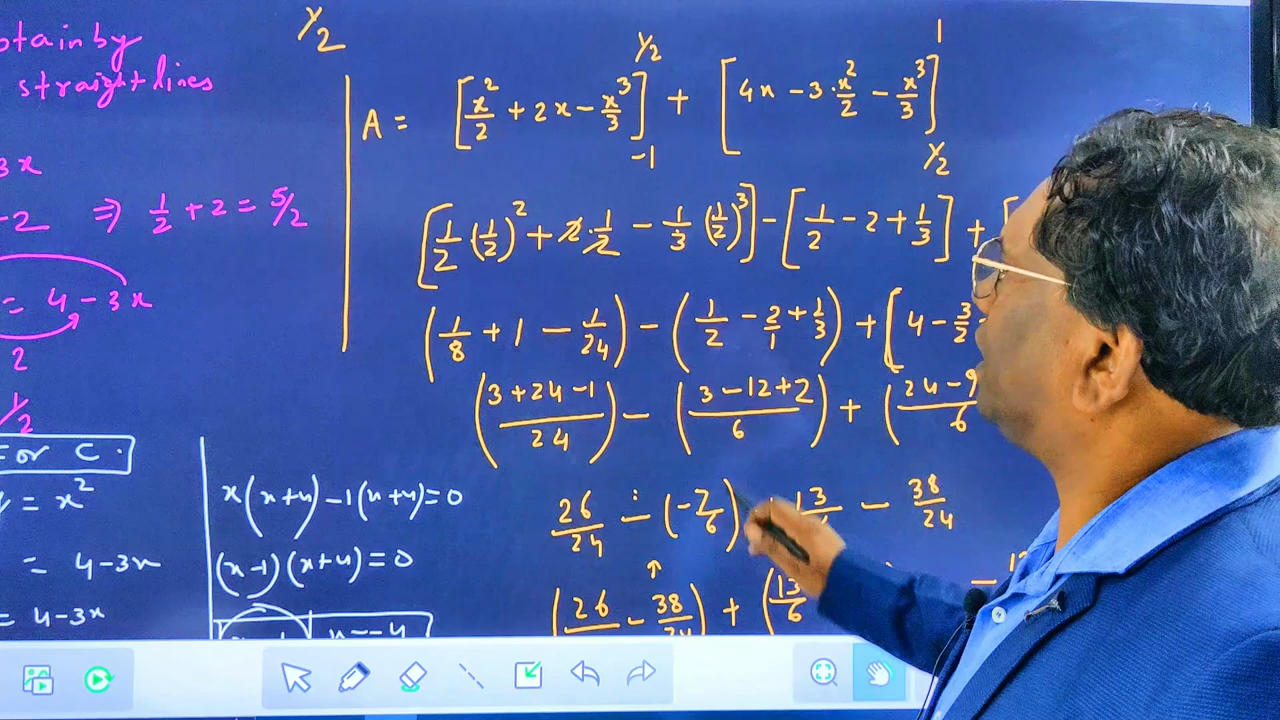 otain by
straight lines
3x
-2 ⇒ 1/2 + 2 = 5/2
= 4 - 3x
2
1/2
For C.
y = x²
= 4-3x
= 4-3x
x(x+4)-1(x+4)=0
(x-1)(x+4)=0
x=-4
1/2
A = [x²/2 + 2x - x³/3]_{-1}^{1/2} + [4x - 3·x²/2 - x³/3]_{1/2}^{1}
[1/2 (1/2)² + 2·1/2 - 1/3 (1/2)³] - [1/2 - 2 + 1/3] + [
(1/8 + 1 - 1/24) - (1/2 - 2/1 + 1/3) + [4 - 3/2
((3+24-1)/24) - ((3-12+2)/6) + ((24-9)/6
26/24 - (-7/6) + 13/6 - 38/24
(26 - 38/24) + (13/6